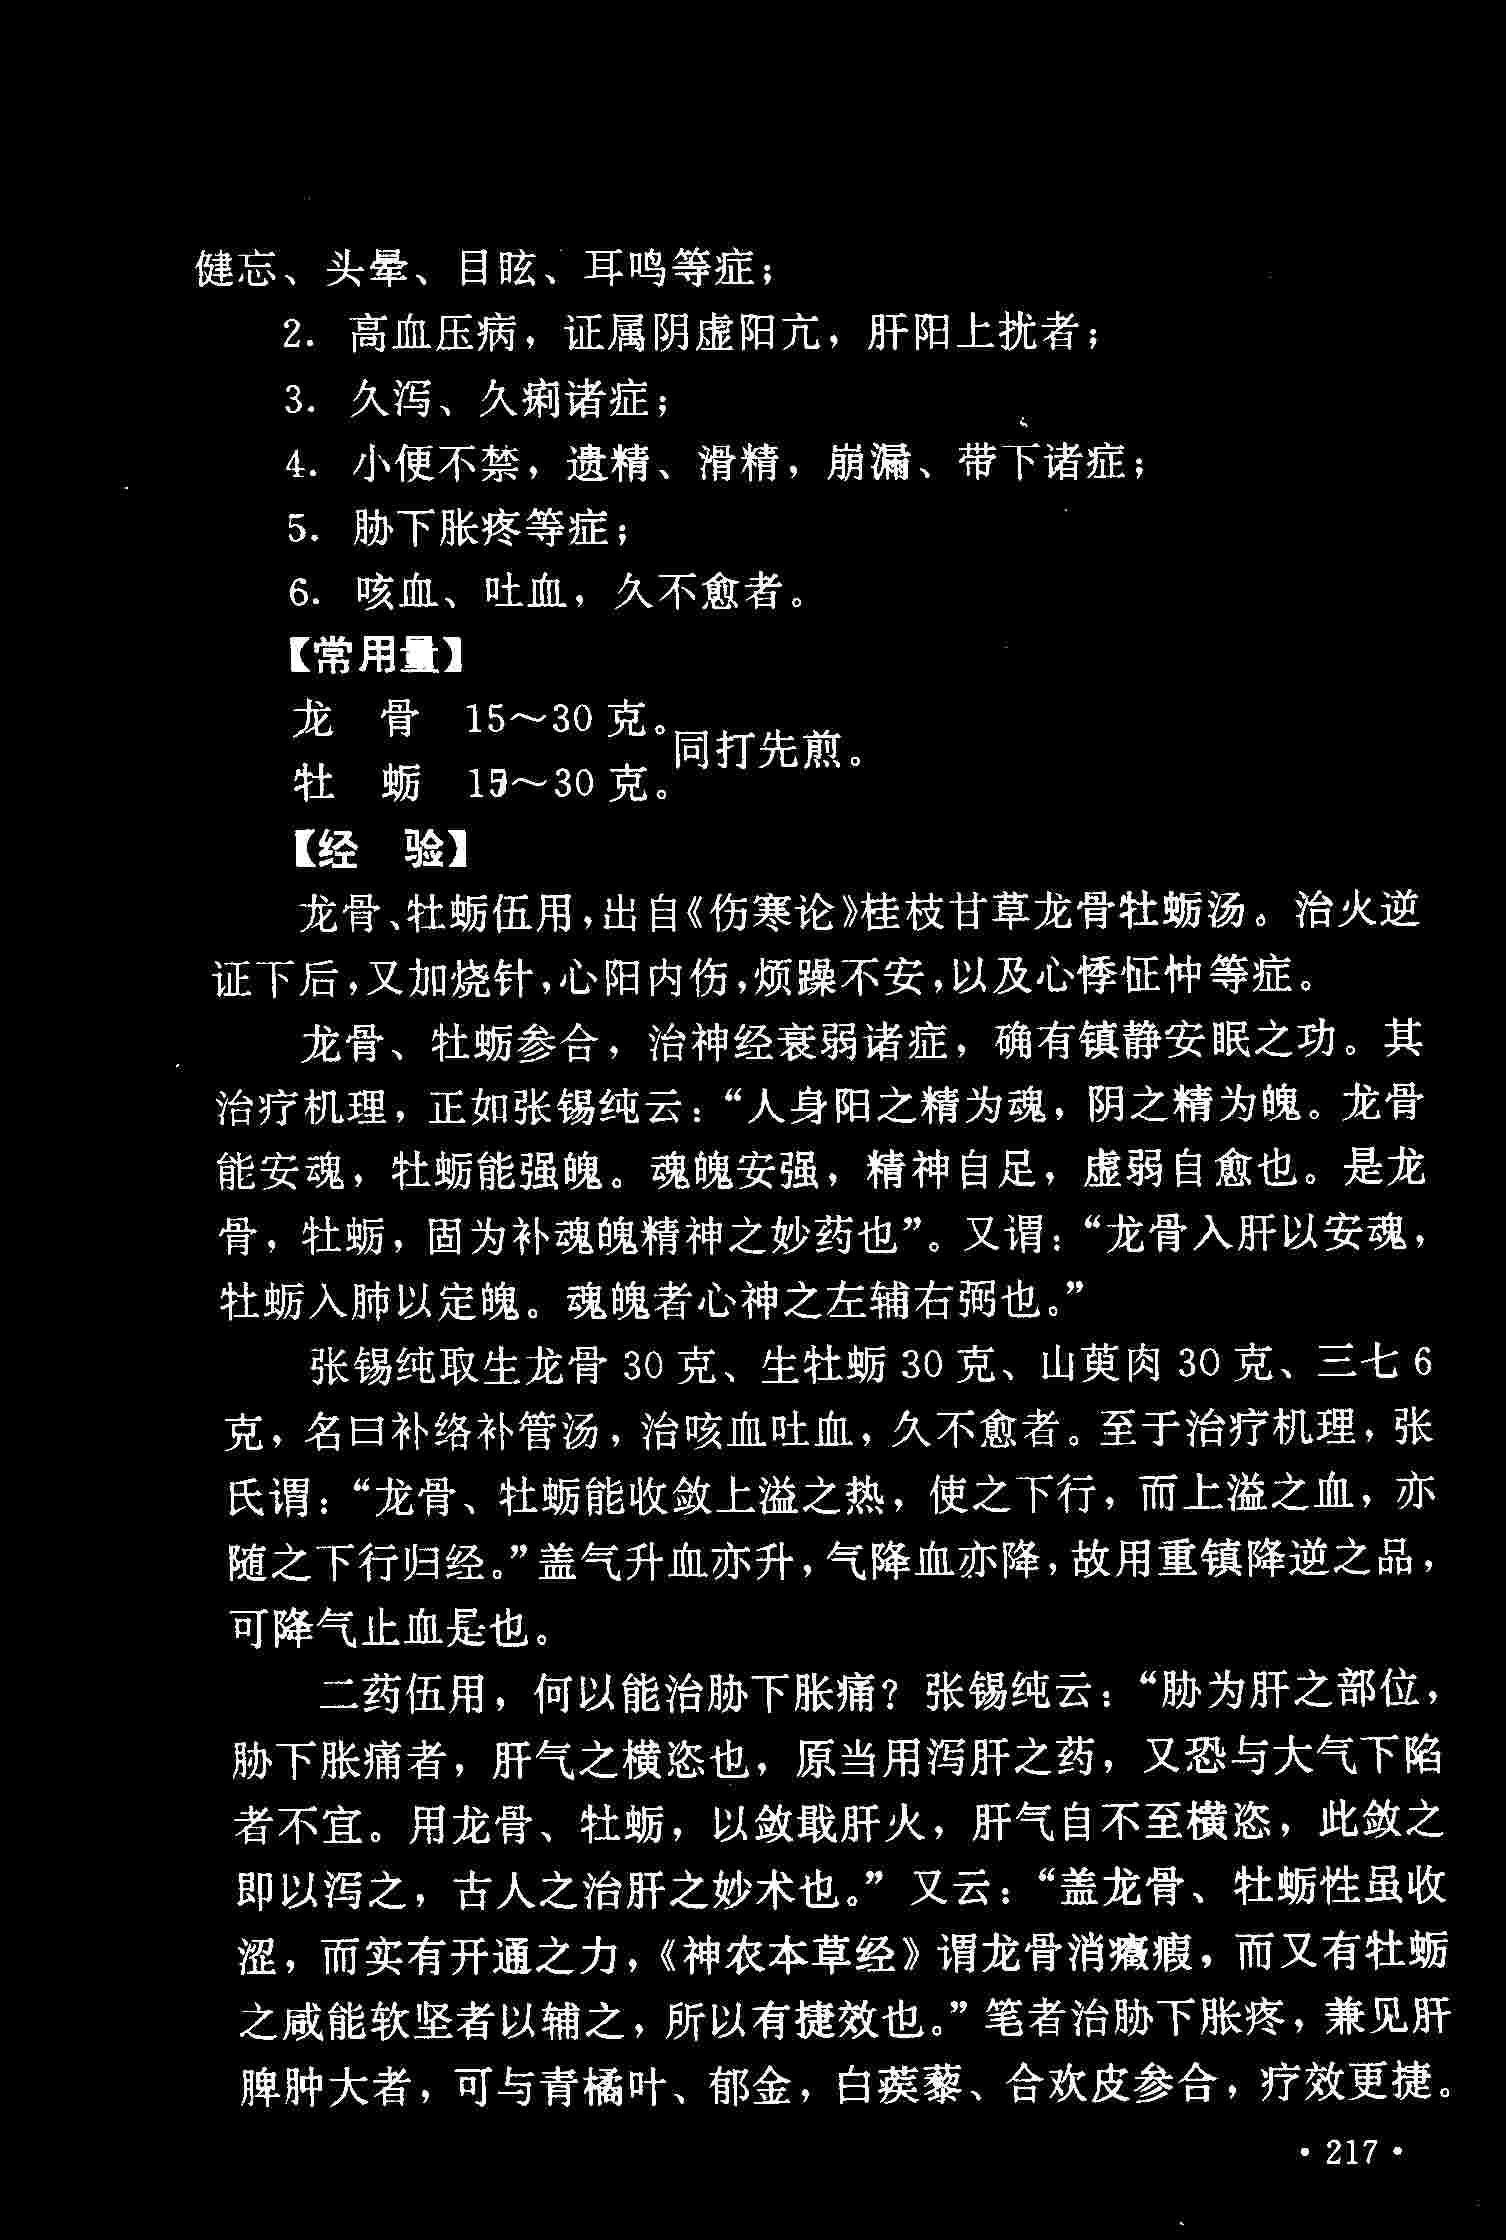 健忘、头晕、目眩、耳鸣等症；
2. 高血压病，证属阴虚阳亢，肝阳上扰者；
3. 久泻、久痢诸症；
4. 小便不禁，遗精、滑精，崩漏、带下诸症；
5. 胁下胀疼等症；
6. 咳血、吐血，久不愈者。
【常用量】
龙 骨 15～30 克。
同打先煎。
牡 蛎 15～30 克。
【经 验】
龙骨、牡蛎伍用，出自《伤寒论》桂枝甘草龙骨牡蛎汤。治火逆
证下后，又加烧针，心阳内伤，烦躁不安，以及心悸怔忡等症。
龙骨、牡蛎参合，治神经衰弱诸症，确有镇静安眠之功。其
治疗机理，正如张锡纯云：“人身阳之精为魂，阴之精为魄。龙骨
能安魂，牡蛎能强魄。魂魄安强，精神自足，虚弱自愈也。是龙
骨，牡蛎，固为补魂魄精神之妙药也”。又谓：“龙骨入肝以安魂，
牡蛎入肺以定魄。魂魄者心神之左辅右弼也。”
张锡纯取生龙骨 30 克、生牡蛎 30 克、山萸肉 30 克、三七 6
克，名曰补络补管汤，治咳血吐血，久不愈者。至于治疗机理，张
氏谓：“龙骨、牡蛎能收敛上溢之热，使之下行，而上溢之血，亦
随之下行归经。”盖气升血亦升，气降血亦降，故用重镇降逆之品，
可降气止血是也。
二药伍用，何以能治胁下胀痛？张锡纯云：“胁为肝之部位，
胁下胀痛者，肝气之横恣也，原当用泻肝之药，又恐与大气下陷
者不宜。用龙骨、牡蛎，以敛戢肝火，肝气自不至横恣，此敛之
即以泻之，古人之治肝之妙术也。”又云：“盖龙骨、牡蛎性虽收
涩，而实有开通之力，《神农本草经》谓龙骨消癥瘕，而又有牡蛎
之咸能软坚者以辅之，所以有捷效也。”笔者治胁下胀疼，兼见肝
脾肿大者，可与青橘叶、郁金，白蒺藜、合欢皮参合，疗效更捷。
· 217 ·